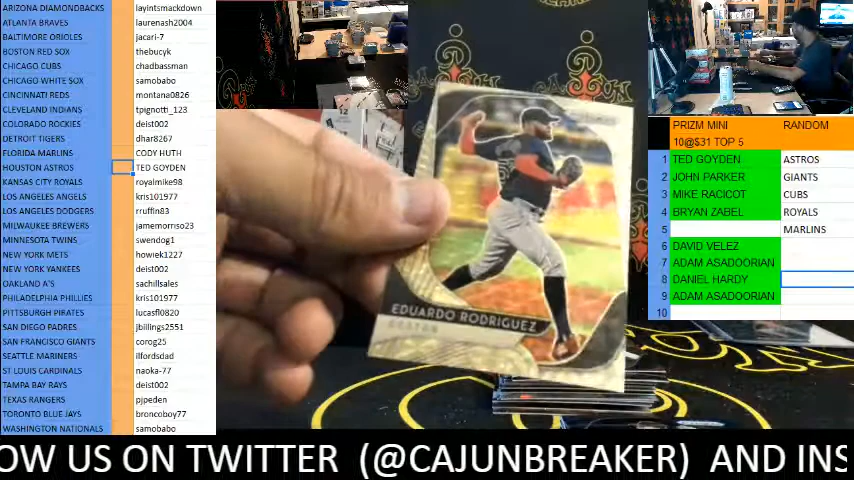 ARIZONA DIAMONDBACKS layintsmackdown
ATLANTA BRAVES laurenash2004
BALTIMORE ORIOLES jacari-7
BOSTON RED SOX thebucyk
CHICAGO CUBS chadbassman
CHICAGO WHITE SOX samobabo
CINCINNATI REDS montana0826
CLEVELAND INDIANS tpignotti_123
COLORADO ROCKIES deist002
DETROIT TIGERS dhar8267
FLORIDA MARLINS CODY HUTH
HOUSTON ASTROS TED GOYDEN
KANSAS CITY ROYALS royalmike98
LOS ANGELES ANGELS kris101977
LOS ANGELES DODGERS rruffin83
MILWAUKEE BREWERS jamemorriso23
MINNESOTA TWINS swendog1
NEW YORK METS howiek1227
NEW YORK YANKEES deist002
OAKLAND A'S sachillsales
PHILADELPHIA PHILLIES kris101977
PITTSBURGH PIRATES lucasfl0820
SAN DIEGO PADRES jbillings2551
SAN FRANCISCO GIANTS corog25
SEATTLE MARINERS ilfordsdad
ST LOUIS CARDINALS naoka-77
TAMPA BAY RAYS deist002
TEXAS RANGERS pjpeden
TORONTO BLUE JAYS broncoboy77
WASHINGTON NATIONALS samobabo
12
EDUARDO RODRIGUEZ
BOSTON
PRIZM MINI RANDOM
10@$31 TOP 5
1 TED GOYDEN ASTROS
2 JOHN PARKER GIANTS
3 MIKE RACICOT CUBS
4 BRYAN ZABEL ROYALS
5 MARLINS
6 DAVID VELEZ
7 ADAM ASADOORIAN
8 DANIEL HARDY
9 ADAM ASADOORIAN
10
OW US ON TWITTER (@CAJUNBREAKER) AND INS